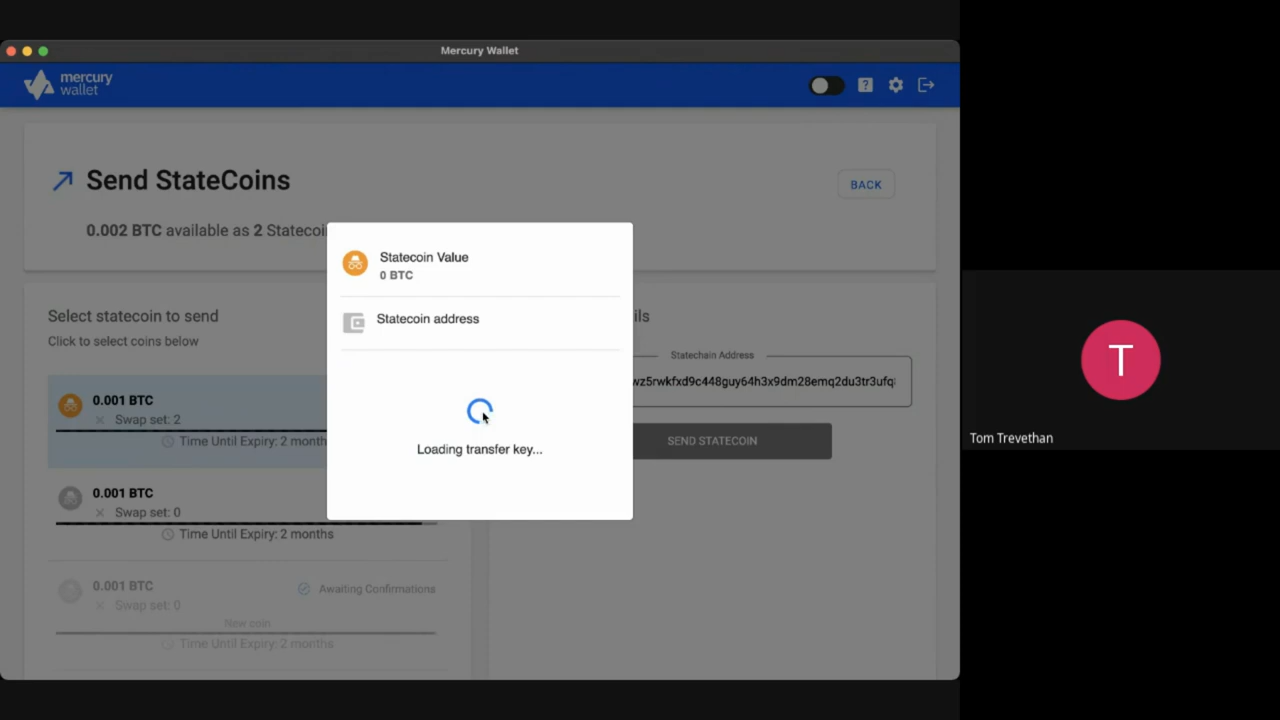 Mercury Wallet
mercury
wallet
Send StateCoins
BACK
0.002 BTC available as 2 Statecoi
Statecoin Value
0 BTC
Statecoin address
Loading transfer key...
Select statecoin to send
Click to select coins below
0.001 BTC
Swap set: 2
Time Until Expiry: 2 month
0.001 BTC
Swap set: 0
Time Until Expiry: 2 months
0.001 BTC
Awaiting Confirmations
Swap set: 0
New coin
Time Until Expiry: 2 months
ils
Statechain Address
wz5rwkfxd9c448guy64h3x9dm28emq2du3tr3ufq
SEND STATECOIN
T
Tom Trevethan